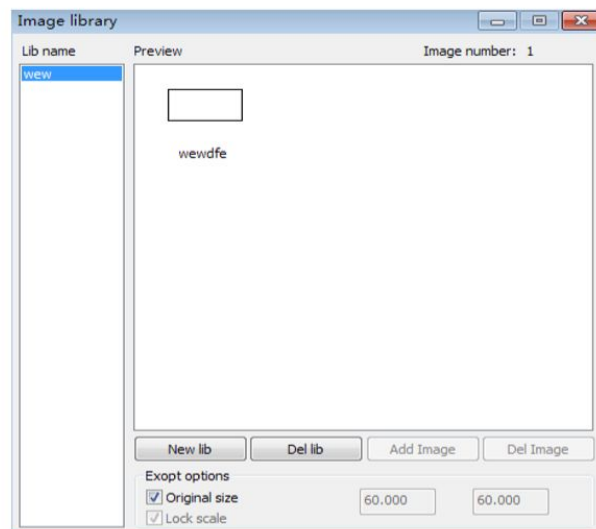 Image library
Lib name Preview Image number: 1
wew
wewdfe
New lib Del lib Add Image Del Image
Exopt options
Original size 60.000 60.000
Lock scale